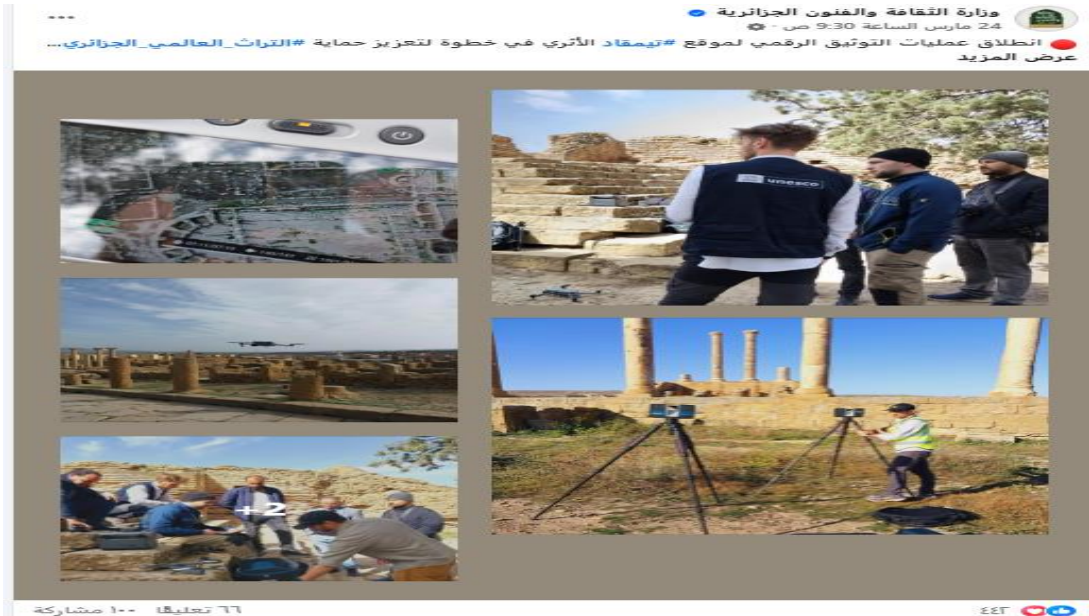 وزارة الثقافة والفنون الجزائرية
24 مارس الساعة 9:30 ص ·
🔴 انطلاق عمليات التوثيق الرقمي لموقع #تيمقاد الأثري في خطوة لتعزيز حماية #التراث_العالمي_الجزائري...
عرض المزيد
unesco
+2
٤٤٢
٦٦ تعليقًا ١٠٠ مشاركة